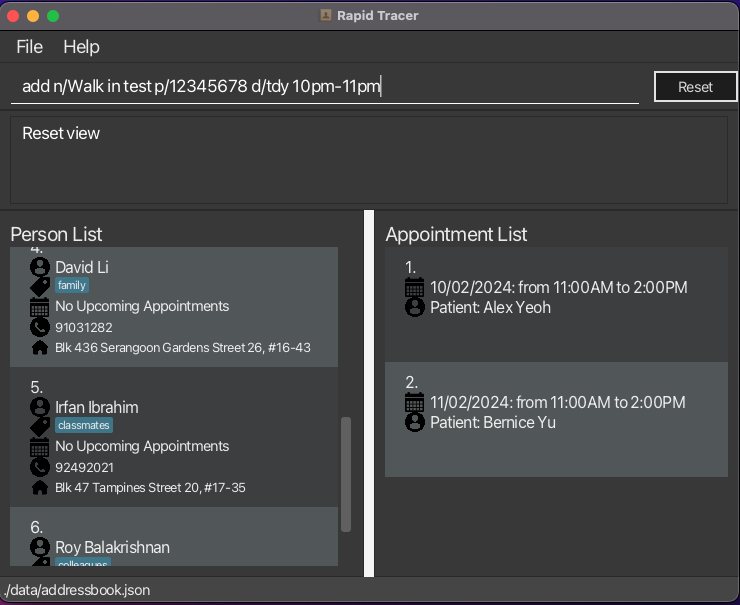 Rapid Tracer
File Help
add n/Walk in test p/12345678 d/tdy 10pm-11pm
Reset
Reset view
Person List
4.
David Li
family
No Upcoming Appointments
91031282
Blk 436 Serangoon Gardens Street 26, #16-43
5.
Irfan Ibrahim
classmates
No Upcoming Appointments
92492021
Blk 47 Tampines Street 20, #17-35
6.
Roy Balakrishnan
colleagues
Appointment List
1.
10/02/2024: from 11:00AM to 2:00PM
Patient: Alex Yeoh
2.
11/02/2024: from 11:00AM to 2:00PM
Patient: Bernice Yu
./data/addressbook.json